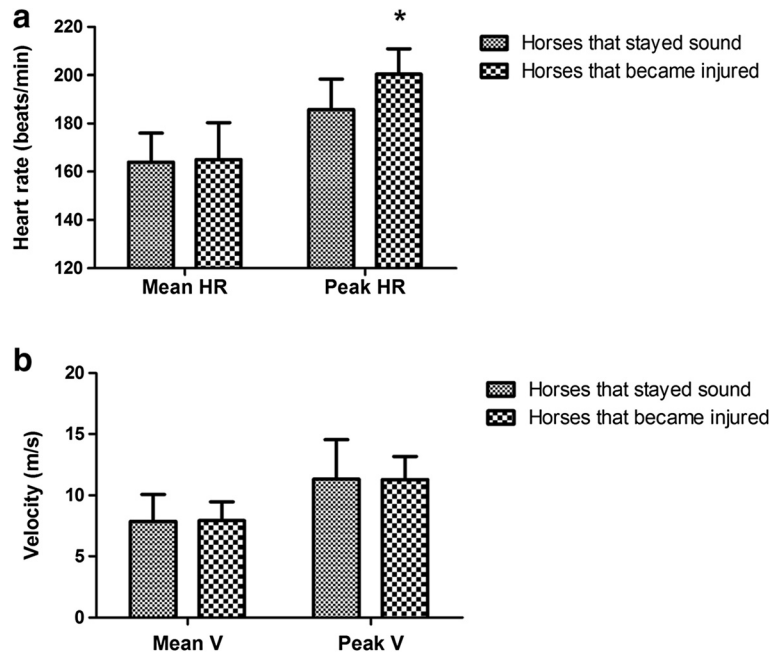 a
220
200
180
160
140
120
Heart rate (beats/min)
*
Mean HR
Peak HR
Horses that stayed sound
Horses that became injured
b
20
15
10
5
0
Velocity (m/s)
Mean V
Peak V
Horses that stayed sound
Horses that became injured